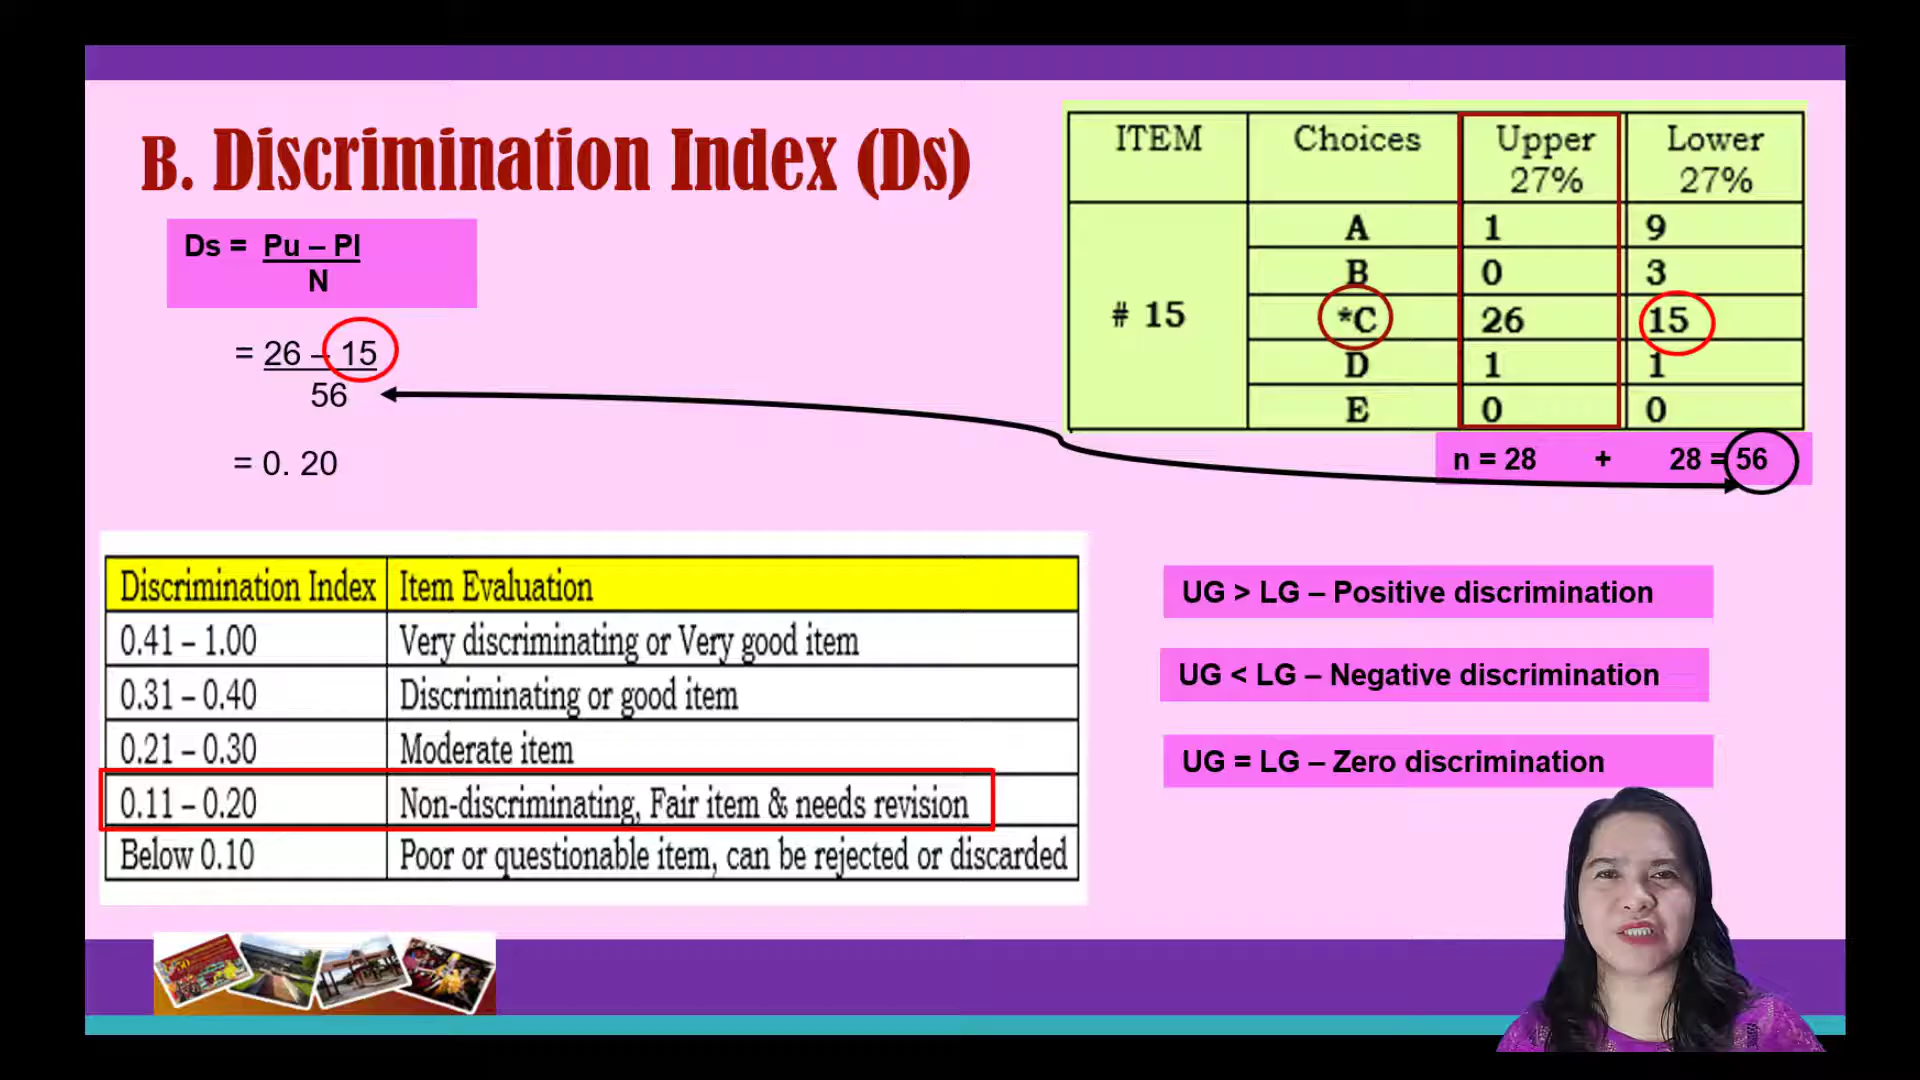 B. Discrimination Index (Ds)
Ds = Pu – Pl
N
= 26 – 15
56
= 0. 20
ITEM Choices Upper 27% Lower 27%
# 15
A 1 9
B 0 3
*C 26 15
D 1 1
E 0 0
n = 28 + 28 = 56
Discrimination Index Item Evaluation
0.41 – 1.00 Very discriminating or Very good item
0.31 – 0.40 Discriminating or good item
0.21 – 0.30 Moderate item
0.11 – 0.20 Non-discriminating, Fair item & needs revision
Below 0.10 Poor or questionable item, can be rejected or discarded
UG > LG – Positive discrimination
UG < LG – Negative discrimination
UG = LG – Zero discrimination